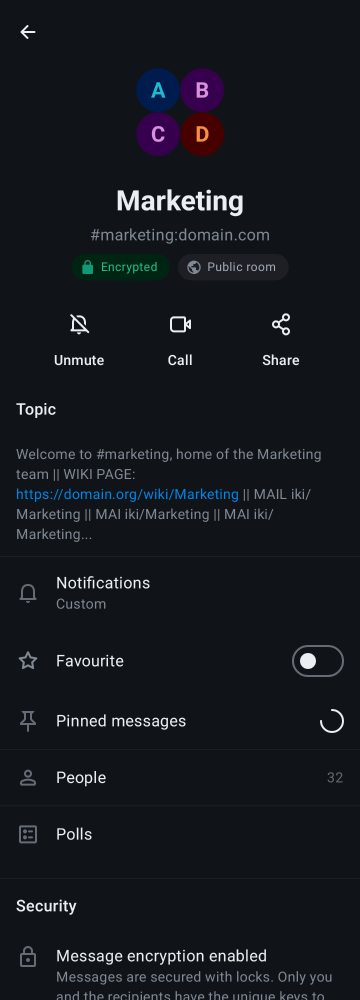 A B
C D
Marketing
#marketing:domain.com
Encrypted Public room
Unmute Call Share
Topic
Welcome to #marketing, home of the Marketing
team || WIKI PAGE:
https://domain.org/wiki/Marketing || MAIL iki/
Marketing || MAI iki/Marketing || MAI iki/
Marketing...
Notifications
Custom
Favourite
Pinned messages
People 32
Polls
Security
Message encryption enabled
Messages are secured with locks. Only you
and the recipients have the unique keys to